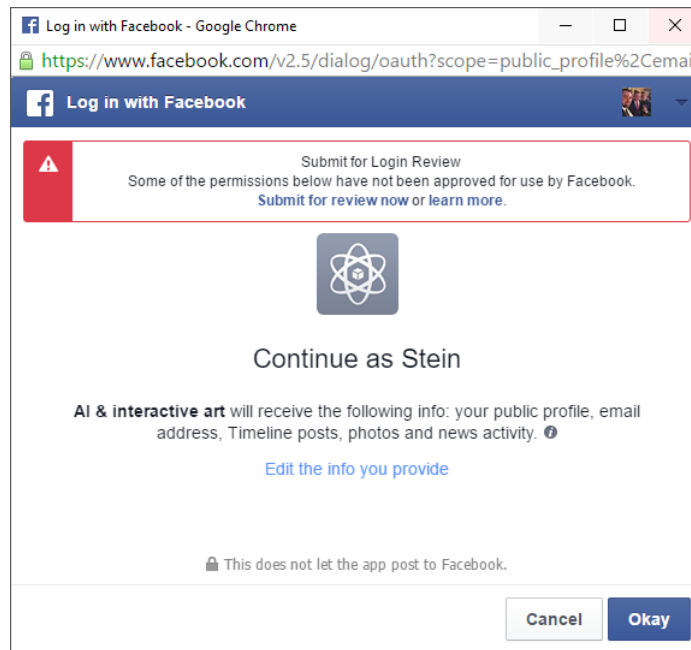 Log in with Facebook - Google Chrome
https://www.facebook.com/v2.5/dialog/oauth?scope=public_profile%2Cemai
Log in with Facebook
Submit for Login Review
Some of the permissions below have not been approved for use by Facebook.
Submit for review now or learn more.
Continue as Stein
AI & interactive art will receive the following info: your public profile, email
address, Timeline posts, photos and news activity.
Edit the info you provide
This does not let the app post to Facebook.
Cancel
Okay